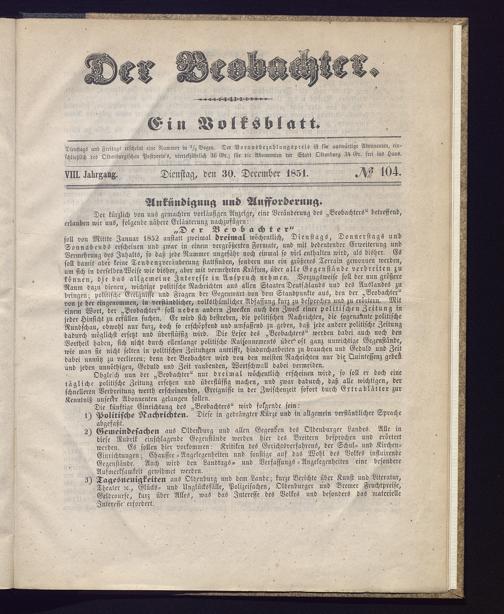 Der Beobachter.
Ein Volksblatt.
Dienstags und Freitags erscheint eine Nummer in ½ Bogen. Der Voranbezahlungspreis ist für auswärtige Abonnenten, ein-
schließlich des Oldenburgischen Postporto's, vierteljährlich 36 Gr.; für die Abonnenten der Stadt Oldenburg 34 Gr. frei ins Haus.
VIII. Jahrgang. Dienstag, den 30. December 1851. № 104.
Ankündigung und Aufforderung.
Der kürzlich von uns gemachten vorläufigen Anzeige, eine Veränderung des „Beobachters" betreffend,
erlauben wir uns, folgende nähere Erläuterung nachzufügen:
„Der Beobachter"
soll von Mitte Januar 1852 anstatt zweimal dreimal wöchentlich, Dienstags, Donnerstags und
Sonnabends erscheinen und zwar in einem vergrößerten Formate, und mit bedeutender Erweiterung und
Vermehrung des Inhalts, so daß jede Nummer ungefähr noch einmal so viel enthalten wird, als bisher. Es
soll damit aber keine Tendenzveränderung stattfinden, sondern nur ein größeres Terrain gewonnen werden,
um sich in derselben Weise wie bisher, aber mit vermehrten Kräften, über alle Gegenstände verbreiten zu
können, die das allgemeine Interesse in Anspruch nehmen. Vorzugsweise soll der nun größere
Raum dazu dienen, wichtige politische Nachrichten aus allen Staaten Deutschlands und des Auslandes zu
bringen; politische Ereignisse und Fragen der Gegenwart von dem Standpunkte aus, den der „Beobachter"
von je her eingenommen, in verständlicher, volksthümlicher Abfassung kurz zu besprechen und zu erörtern. Mit
einem Wort, der „Beobachter" soll neben andern Zwecken auch den Zweck einer politischen Zeitung in
jeder Hinsicht zu erfüllen suchen. Er wird sich bestreben, die politischen Nachrichten, die sogenannte politische
Rundschau, obwohl nur kurz, doch so erschöpfend und umfassend zu geben, daß jede andere politische Zeitung
dadurch möglichst ersetzt und überflüssig wird. Die Leser des „Beobachters" werden dabei auch noch den
Vortheil haben, sich nicht durch ellenlange politische Raisonnements über oft ganz unwichtige Gegenstände,
wie man sie nicht selten in politischen Zeitungen antrifft, hindurcharbeiten zu brauchen und Geduld und Zeit
dabei unnütz zu verlieren; denn der Beobachter wird von den meisten Nachrichten nur die Quintessenz geben
und jeden unnöthigen, Geduld und Zeit raubenden, Wortschwall dabei vermeiden.
Obgleich nun der „Beobachter" nur dreimal wöchentlich erscheinen wird, so soll er doch eine
tägliche politische Zeitung ersetzen und überflüssig machen, und zwar dadurch, daß alle wichtigen, der
schnelleren Verbreitung werth erscheinenden, Ereignisse in der Zwischenzeit sofort durch Extrablätter zur
Kenntniß unserer Abonnenten gelangen sollen.
Die künftige Einrichtung des „Beobachters" wird folgende sein:
1) Politische Nachrichten. Diese in gedrängter Kürze und in allgemein verständlicher Sprache
abgefaßt.
2) Gemeindesachen aus Oldenburg und allen Gegenden des Oldenburger Landes. Alle in
diese Rubrik einschlagenden Gegenstände werden hier des Breitern besprochen und erörtert
werden. Es sollen hier vorkommen: Kritiken des Gerichtsverfahrens, der Schul- und Kirchen-
Einrichtungen; Chaussee-Angelegenheiten und sonstige auf das Wohl des Volkes influirende
Gegenstände. Auch wird den Landtags- und Verfassungs-Angelegenheiten eine besondere
Aufmerksamkeit gewidmet werden.
3) Tagesneuigkeiten aus Oldenburg und dem Lande; kurze Berichte über Kunst und Literatur,
Theater ꝛc., Glücks- und Unglücksfälle, Polizeisachen, Oldenburger und Bremer Fruchtpreise,
Geldcourse, kurz über Alles, was das Interesse des Volks und besonders das materielle
Interesse erfordert.